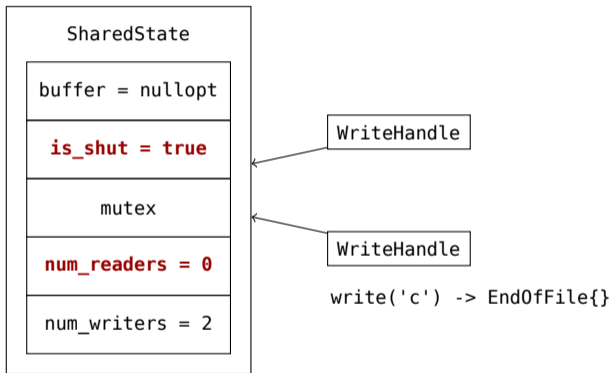 SharedState
buffer = nullopt
is_shut = true
mutex
num_readers = 0
num_writers = 2
WriteHandle
WriteHandle
write('c') -> EndOfFile{}